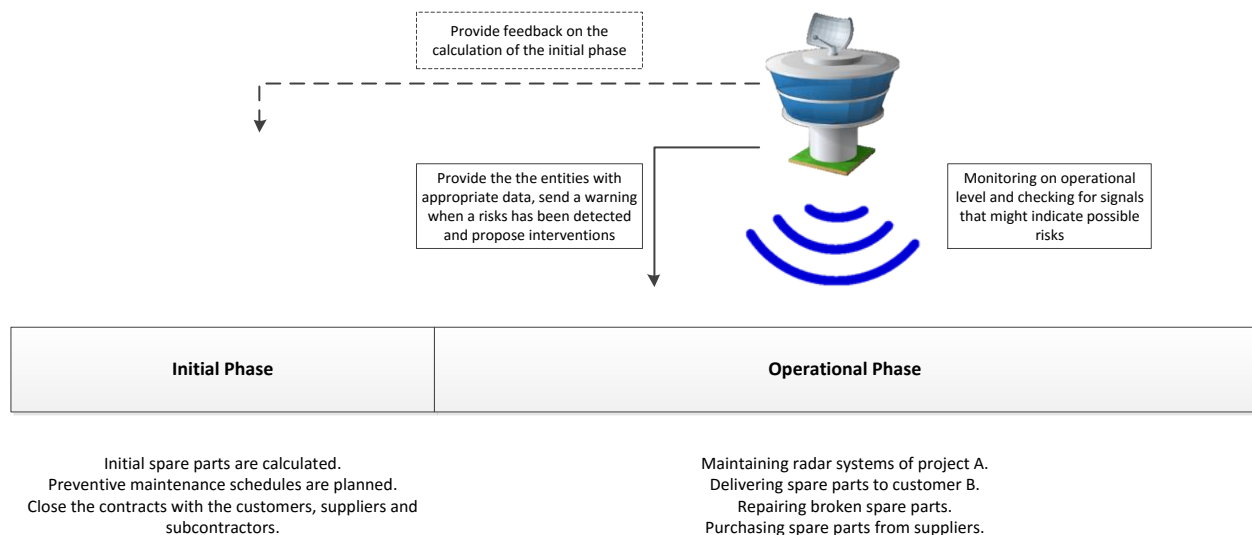 Provide feedback on the
calculation of the initial phase
Provide the the entities with
appropriate data, send a warning
when a risks has been detected
and propose interventions
Monitoring on operational
level and checking for signals
that might indicate possible
risks
Initial Phase
Operational Phase
Initial spare parts are calculated.
Preventive maintenance schedules are planned.
Close the contracts with the customers, suppliers and
subcontractors.
Maintaining radar systems of project A.
Delivering spare parts to customer B.
Repairing broken spare parts.
Purchasing spare parts from suppliers.